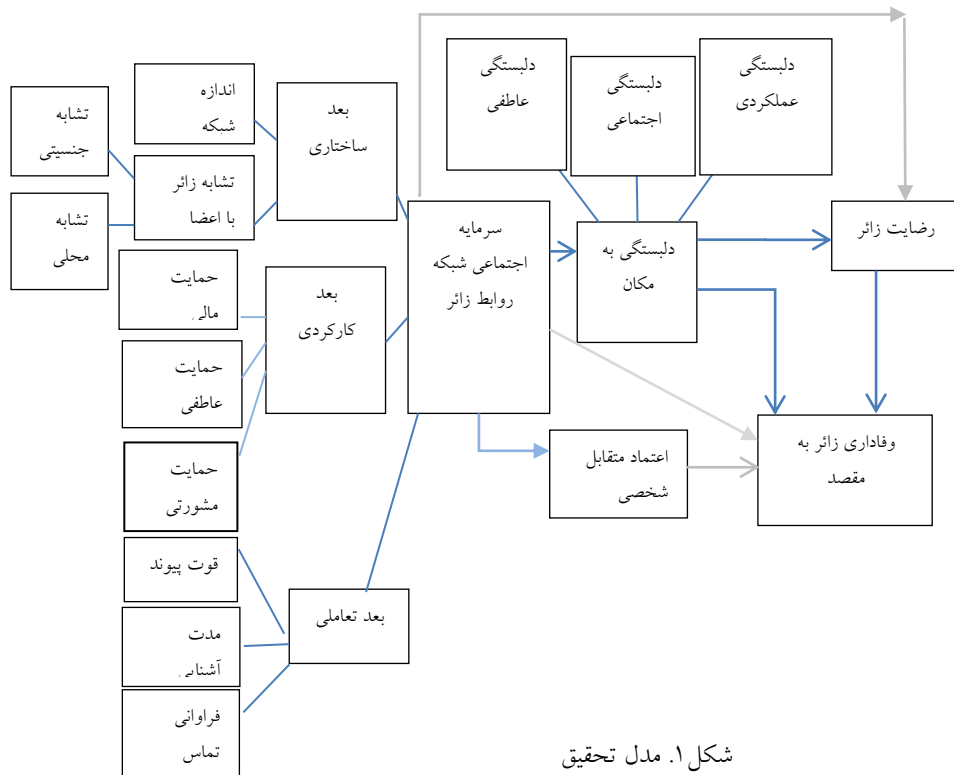 دلبستگی
عاطفی
دلبستگی
اجتماعی
دلبستگی
عملکردی
اندازه
شبکه
بعد
ساختاری
تشابه
جنسیتی
تشابه زائر
با اعضا
تشابه
محلی
سرمایه
اجتماعی شبکه
روابط زائر
دلبستگی به
مکان
رضایت زائر
حمایت
مالی
بعد
کارکردی
حمایت
عاطفی
حمایت
مشورتی
اعتماد متقابل
شخصی
وفاداری زائر به
مقصد
قوت پیوند
بعد تعاملی
مدت
آشنایی
فراوانی
تماس
شکل۱. مدل تحقیق